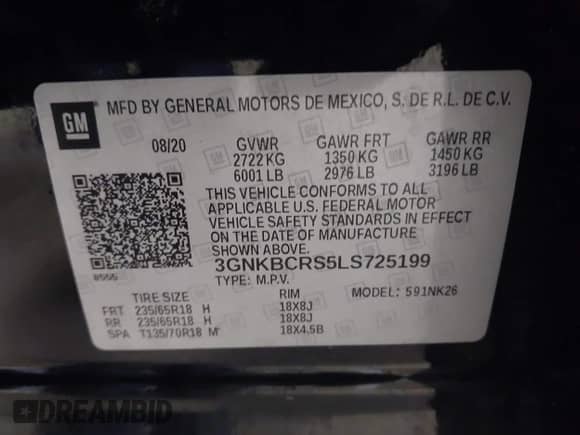 GM
MFD BY GENERAL MOTORS DE MEXICO, S. DE R.L. DE C.V.
08/20 GVWR GAWR FRT GAWR RR
2722 KG 1350 KG 1450 KG
6001 LB 2976 LB 3196 LB
THIS VEHICLE CONFORMS TO ALL
APPLICABLE U.S. FEDERAL MOTOR
VEHICLE SAFETY STANDARDS IN EFFECT
ON THE DATE OF MANUFACTURE
SHOWN ABOVE.
3GNKBCRS5LS725199
TYPE: M.P.V. MODEL: 591NK26
TIRE SIZE RIM
FRT 235/65R18 H 18X8J
RR 235/65R18 H 18X8J
SPA T135/70R18 M 18X4.5B
DREAMBID